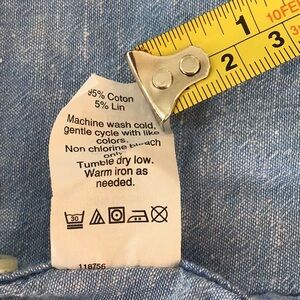 95% Coton
5% Lin
Machine wash cold,
gentle cycle with like
colors.
Non chlorine bleach
only.
Tumble dry low.
Warm iron as
needed.
30
118756
1
2
3
10FE